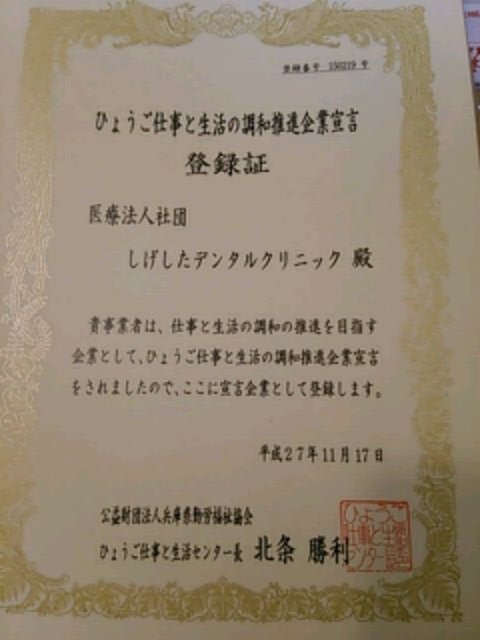 登録番号 150219 号
ひょうご仕事と生活の調和推進企業宣言
登録証
医療法人社団
しげしたデンタルクリニック 殿
貴事業者は、仕事と生活の調和の推進を目指す
企業として、ひょうご仕事と生活の調和推進企業宣言
をされましたので、ここに宣言企業として登録します。
平成27年11月17日
公益財団法人兵庫県勤労福祉協会
ひょうご仕事と生活センター長 北条 勝利